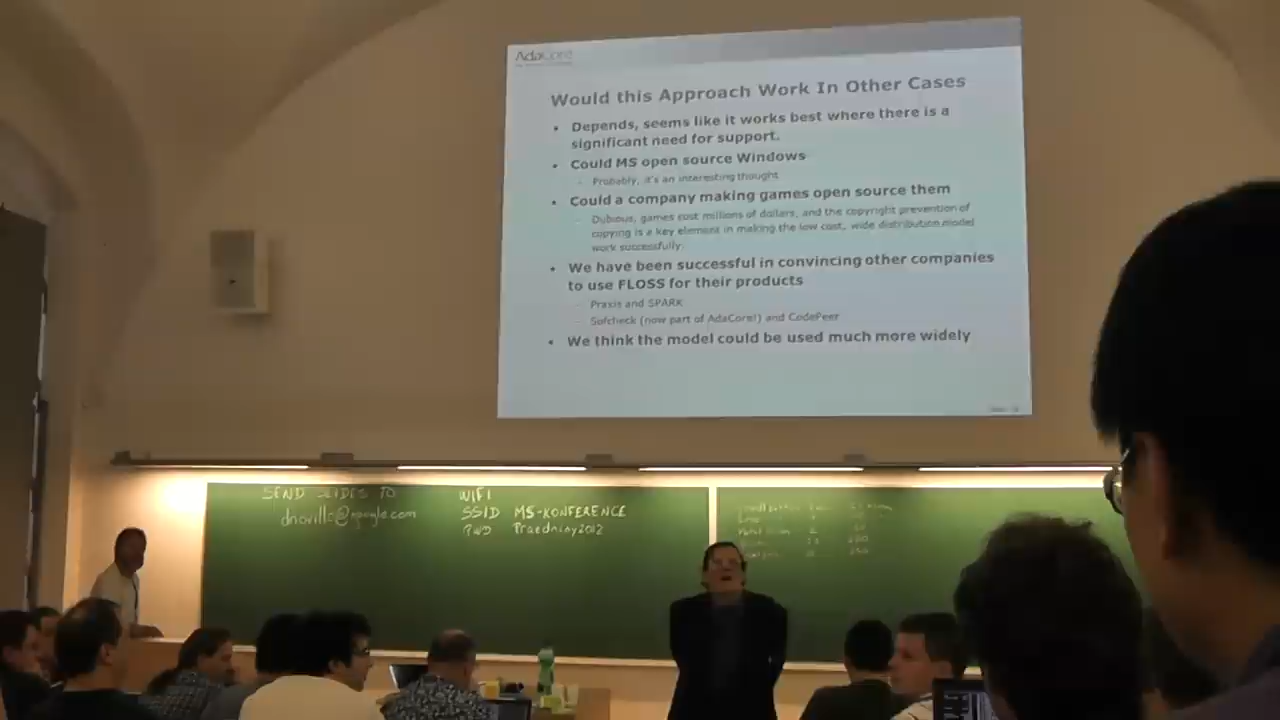 AdaCore
Would this Approach Work In Other Cases
• Depends, seems like it works best where there is a
significant need for support.
• Could MS open source Windows
– Probably, it's an interesting thought
• Could a company making games open source them
– Dubious, games cost millions of dollars, and the copyright prevention of
copying is a key element in making the low cost, wide distribution model
work successfully.
• We have been successful in convincing other companies
to use FLOSS for their products
– Praxis and SPARK
– Sofcheck (now part of AdaCore!) and CodePeer
• We think the model could be used much more widely
SEND SLIDES TO
dnovillo@google.com
WIFI
SSID MS-KONFERENCE
PWD